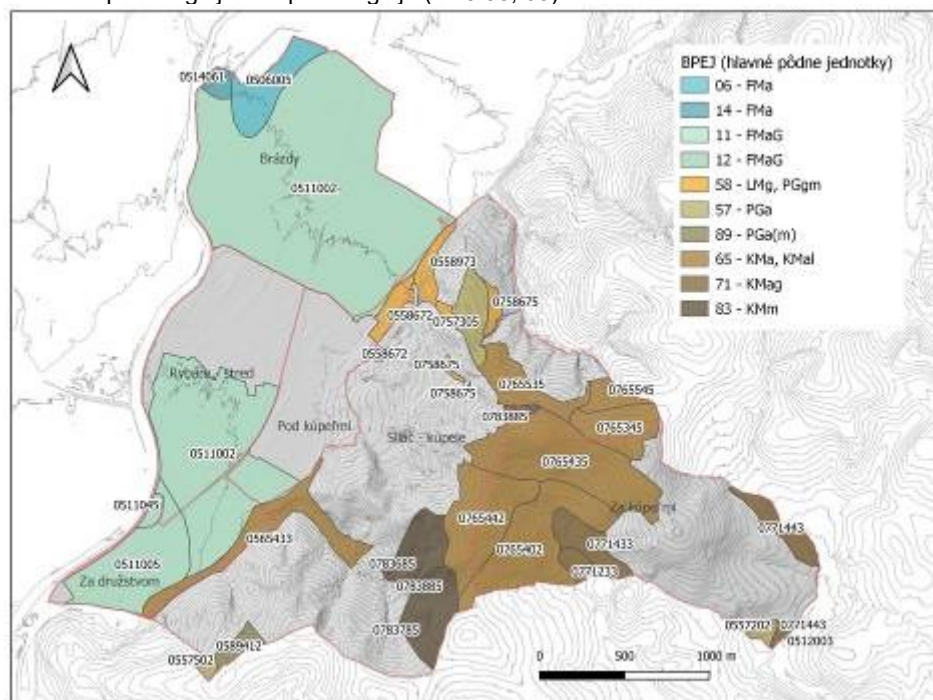 BPEJ (hlavné pôdne jednotky)
06 - FMa
14 - FMa
11 - FMaG
12 - FMaG
58 - LMg, PGgm
57 - PGa
89 - PGa(m)
65 - KMa, KMal
71 - KMag
83 - KMm
0514061
0506005
Brázdy
0511002
0558973
0558672
0757305
0758675
0558672
0758675
0758675
0765535
0765545
0783885
0765345
Pod kúpeľmi
Sliač - kúpele
0511002
0765435
0511045
0765442
Za kúpeľmi
0771443
0565433
0765402
0771433
0783685
0771233
0511005
0783885
Za družstvom
0783785
0557202
0771443
0512003
0589412
0557502
0
500
1000 m